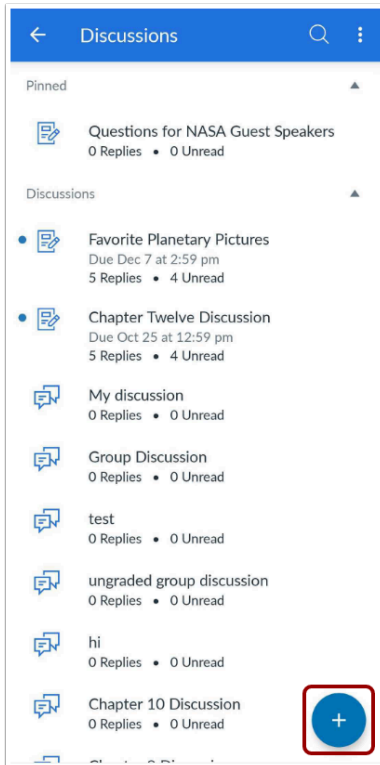 Discussions
Pinned
Questions for NASA Guest Speakers
0 Replies • 0 Unread
Discussions
Favorite Planetary Pictures
Due Dec 7 at 2:59 pm
5 Replies • 4 Unread
Chapter Twelve Discussion
Due Oct 25 at 12:59 pm
5 Replies • 4 Unread
My discussion
0 Replies • 0 Unread
Group Discussion
0 Replies • 0 Unread
test
0 Replies • 0 Unread
ungraded group discussion
0 Replies • 0 Unread
hi
0 Replies • 0 Unread
Chapter 10 Discussion
0 Replies • 0 Unread